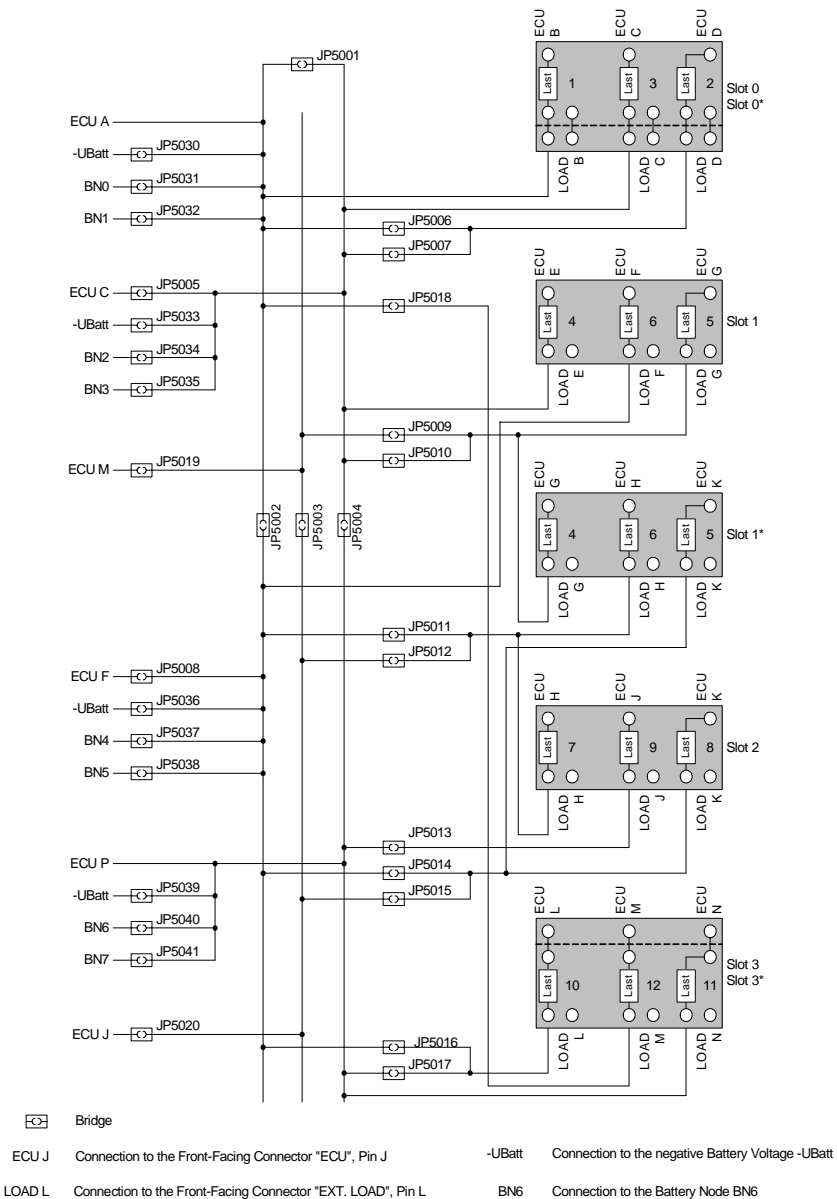 JP5001
ECU A
-UBatt
JP5030
BN0
JP5031
BN1
JP5032
JP5006
JP5007
ECU C
JP5005
JP5018
-UBatt
JP5033
BN2
JP5034
BN3
JP5035
JP5009
JP5010
ECU M
JP5019
JP5002
JP5003
JP5004
JP5011
JP5012
ECU F
JP5008
-UBatt
JP5036
BN4
JP5037
BN5
JP5038
JP5013
JP5014
JP5015
ECU P
-UBatt
JP5039
BN6
JP5040
BN7
JP5041
ECU J
JP5020
JP5016
JP5017
ECU B
ECU C
ECU D
Last
1
Last
3
Last
2
Slot 0
Slot 0*
LOAD B
LOAD C
LOAD D
ECU E
ECU F
ECU G
Last
4
Last
6
Last
5
Slot 1
LOAD E
LOAD F
LOAD G
ECU G
ECU H
ECU K
Last
4
Last
6
Last
5
Slot 1*
LOAD G
LOAD H
LOAD K
ECU H
ECU J
ECU K
Last
7
Last
9
Last
8
Slot 2
LOAD H
LOAD J
LOAD K
ECU L
ECU M
ECU N
Last
10
Last
12
Last
11
Slot 3
Slot 3*
LOAD L
LOAD M
LOAD N
Bridge
ECU J Connection to the Front-Facing Connector "ECU", Pin J
-UBatt Connection to the negative Battery Voltage -UBatt
LOAD L Connection to the Front-Facing Connector "EXT. LOAD", Pin L
BN6 Connection to the Battery Node BN6